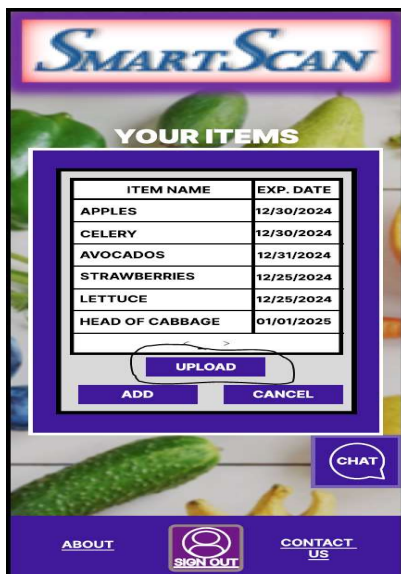 SMARTSCAN
YOUR ITEMS
ITEM NAME EXP. DATE
APPLES 12/30/2024
CELERY 12/30/2024
AVOCADOS 12/31/2024
STRAWBERRIES 12/25/2024
LETTUCE 12/25/2024
HEAD OF CABBAGE 01/01/2025
< >
UPLOAD
ADD CANCEL
CHAT
ABOUT SIGN OUT CONTACT
US